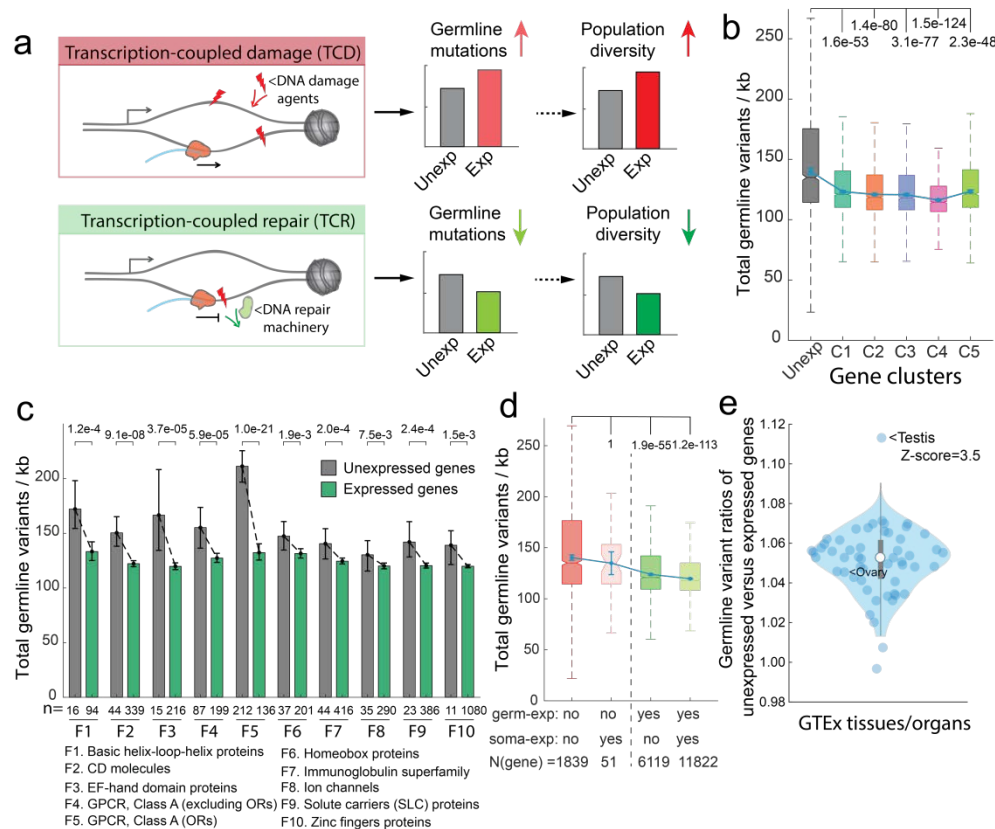 a
Transcription-coupled damage (TCD)
<DNA damage
agents
Germline
mutations
Unexp
Exp
Population
diversity
Unexp
Exp
Transcription-coupled repair (TCR)
<DNA repair
machinery
Germline
mutations
Unexp
Exp
Population
diversity
Unexp
Exp
b
1.4e-80
1.5e-124
1.6e-53
3.1e-77
2.3e-48
Total germline variants / kb
250
200
150
100
50
0
Unexp
C1
C2
C3
C4
C5
Gene clusters
c
1.2e-4
9.1e-08
3.7e-05
5.9e-05
1.0e-21
1.9e-3
2.0e-4
7.5e-3
2.4e-4
1.5e-3
Unexpressed genes
Expressed genes
Total germline variants / kb
200
150
100
50
0
n=
16 94
44 339
15 216
87 199
212 136
37 201
44 416
35 290
23 386
11 1080
F1
F2
F3
F4
F5
F6
F7
F8
F9
F10
F1. Basic helix-loop-helix proteins
F2. CD molecules
F3. EF-hand domain proteins
F4. GPCR, Class A (excluding ORs)
F5. GPCR, Class A (ORs)
F6. Homeobox proteins
F7. Immunoglobulin superfamily
F8. Ion channels
F9. Solute carriers (SLC) proteins
F10. Zinc fingers proteins
d
1
1.9e-55
1.2e-113
Total germline variants / kb
250
200
150
100
50
0
germ-exp: no no yes yes
soma-exp: no yes no yes
N(gene) =1839 51 6119 11822
e
<Testis
Z-score=3.5
<Ovary
Germline variant ratios of
unexpressed versus expressed genes
1.12
1.10
1.08
1.06
1.04
1.02
1.00
0.98
GTEx tissues/organs